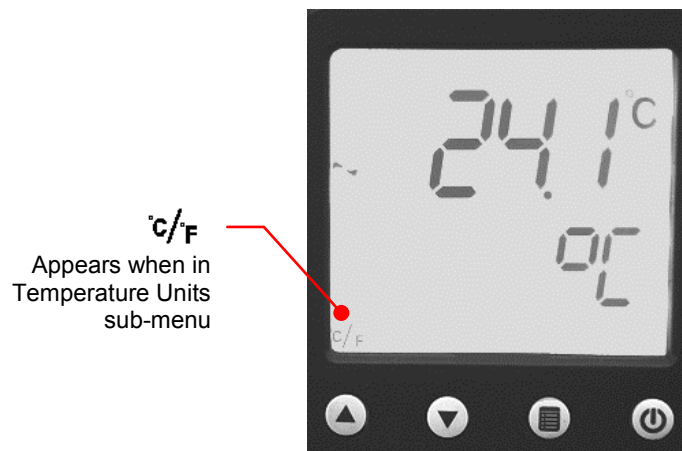 24.1 °C
°C/°F
°C
Appears when in
Temperature Units
sub-menu
°C/°F